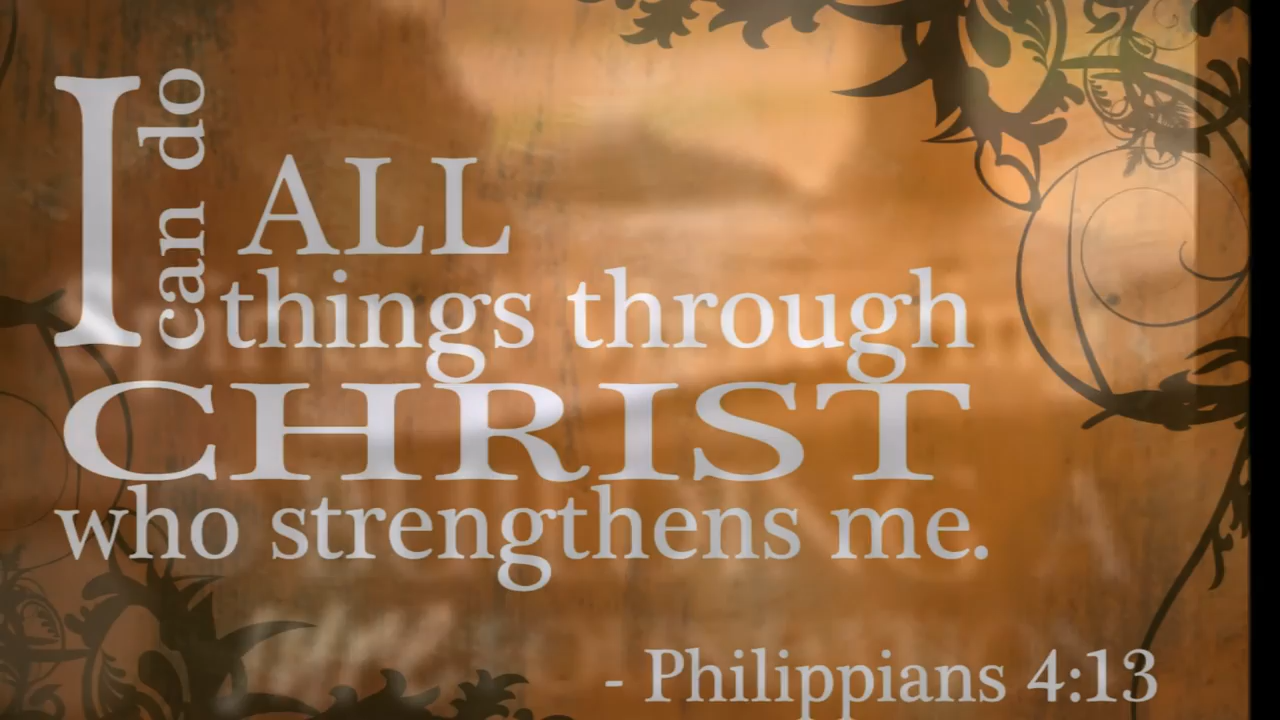 I can do ALL
things through
CHRIST
who strengthens me.
- Philippians 4:13